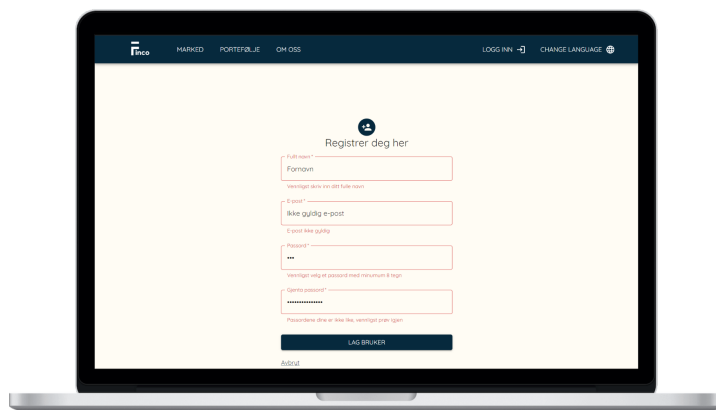 Finco MARKED PORTEFØLJE OM OSS LOGG INN CHANGE LANGUAGE
Registrer deg her
Fullt navn *
Fornavn
Vennligst skriv inn ditt fulle navn
E-post *
Ikke gyldig e-post
E-post ikke gyldig
Passord *
•••
Vennligst velg et passord med minumum 8 tegn
Gjenta passord *
•••••••••••••••
Passordene dine er ikke like, vennligst prøv igjen
LAG BRUKER
Avbryt